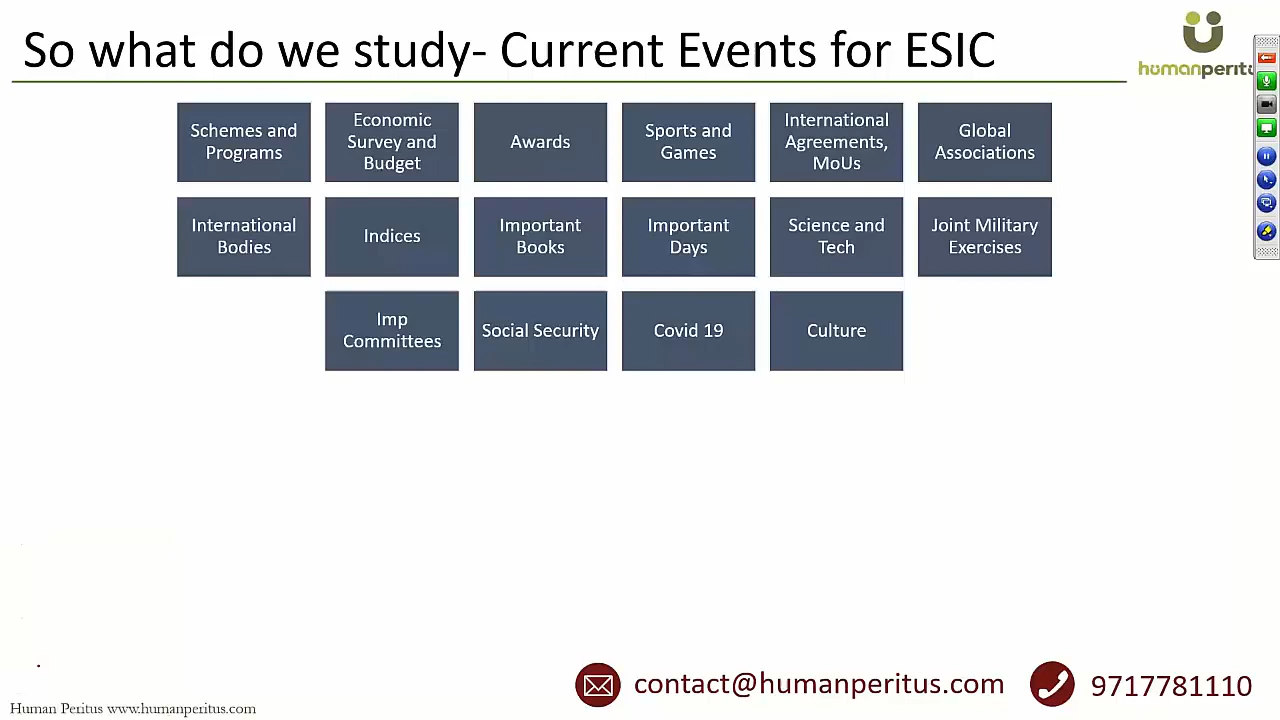 So what do we study- Current Events for ESIC
humanperitu
Schemes and
Programs
Economic
Survey and
Budget
Awards
Sports and
Games
International
Agreements,
MoUs
Global
Associations
International
Bodies
Indices
Important
Books
Important
Days
Science and
Tech
Joint Military
Exercises
Imp
Committees
Social Security
Covid 19
Culture
contact@humanperitus.com
9717781110
Human Peritus www.humanperitus.com